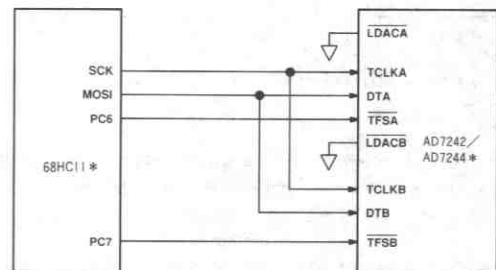 LDACA
SCK
TCLKA
MOSI
DTA
PC6
TFSA
LDACB
AD7242/
AD7244*
68HC11*
TCLKB
DTB
PC7
TFSB